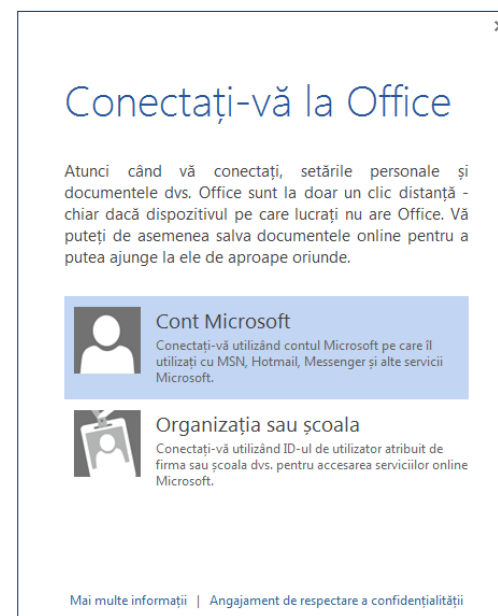 Conectați-vă la Office
Atunci când vă conectați, setările personale și
documentele dvs. Office sunt la doar un clic distanță -
chiar dacă dispozitivul pe care lucrați nu are Office. Vă
puteți de asemenea salva documentele online pentru a
putea ajunge la ele de aproape oriunde.
Cont Microsoft
Conectați-vă utilizând contul Microsoft pe care îl
utilizați cu MSN, Hotmail, Messenger și alte servicii
Microsoft.
Organizația sau școala
Conectați-vă utilizând ID-ul de utilizator atribuit de
firma sau școala dvs. pentru accesarea serviciilor online
Microsoft.
Mai multe informații | Angajament de respectare a confidențialității